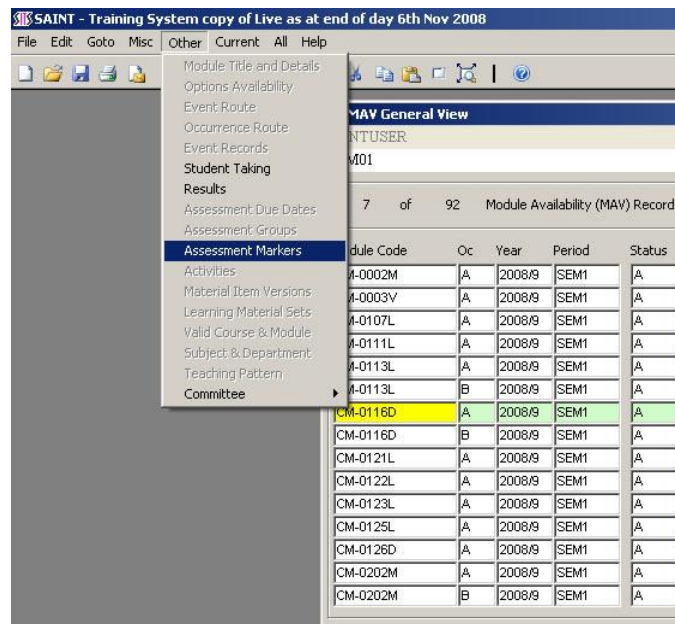 SAINT - Training System copy of Live as at end of day 6th Nov 2008
File Edit Goto Misc Other Current All Help
Module Title and Details
Options Availability
Event Route
Occurrence Route
Event Records
Student Taking
Results
Assessment Due Dates
Assessment Groups
Assessment Markers
Activities
Material Item Versions
Learning Material Sets
Valid Course & Module
Subject & Department
Teaching Pattern
Committee
MAV General View
NTUSER
M01
7 of 92 Module Availability (MAV) Record
dule Code Oc Year Period Status
M-0002M A 2008/9 SEM1 A
M-0003V A 2008/9 SEM1 A
M-0107L A 2008/9 SEM1 A
M-0111L A 2008/9 SEM1 A
M-0113L A 2008/9 SEM1 A
M-0113L B 2008/9 SEM1 A
CM-0116D A 2008/9 SEM1 A
CM-0116D B 2008/9 SEM1 A
CM-0121L A 2008/9 SEM1 A
CM-0122L A 2008/9 SEM1 A
CM-0123L A 2008/9 SEM1 A
CM-0125L A 2008/9 SEM1 A
CM-0126D A 2008/9 SEM1 A
CM-0202M A 2008/9 SEM1 A
CM-0202M B 2008/9 SEM1 A